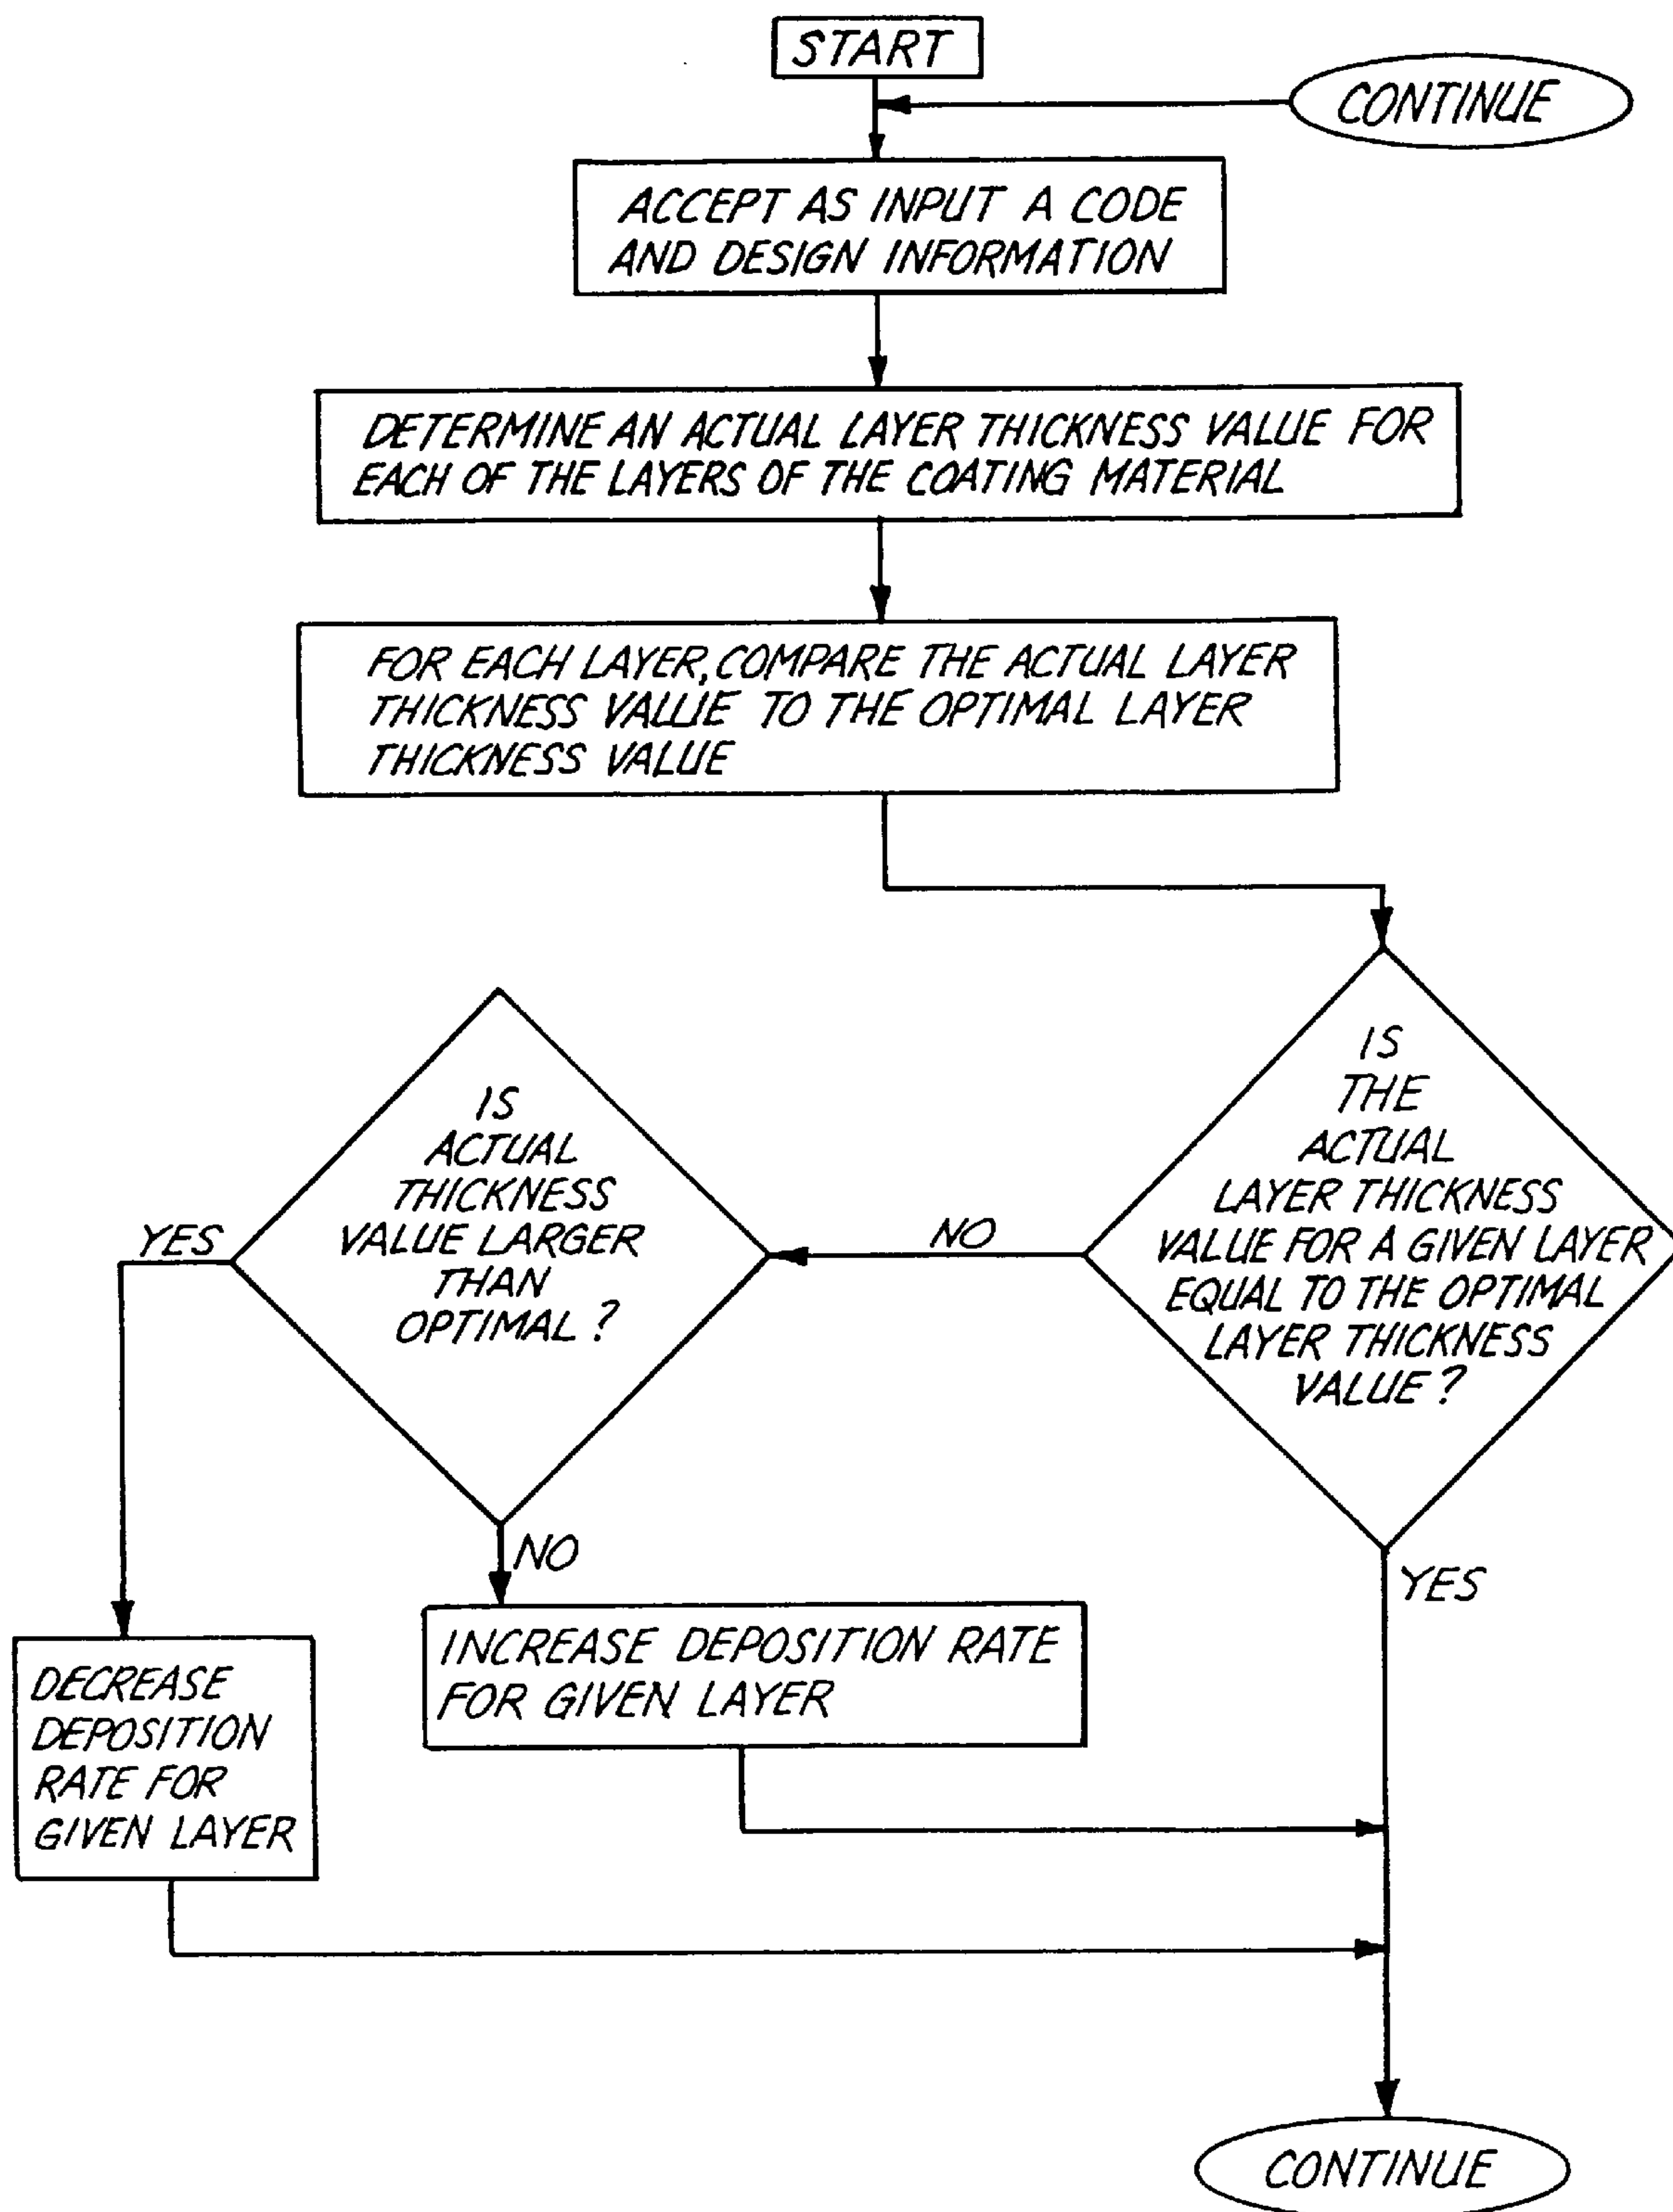 START
CONTINUE
ACCEPT AS INPUT A CODE
AND DESIGN INFORMATION
DETERMINE AN ACTUAL LAYER THICKNESS VALUE FOR
EACH OF THE LAYERS OF THE COATING MATERIAL
FOR EACH LAYER, COMPARE THE ACTUAL LAYER
THICKNESS VALUE TO THE OPTIMAL LAYER
THICKNESS VALUE
IS
THE
ACTUAL
LAYER THICKNESS
VALUE FOR A GIVEN LAYER
EQUAL TO THE OPTIMAL
LAYER THICKNESS
VALUE?
NO
YES
IS
ACTUAL
THICKNESS
VALUE LARGER
THAN
OPTIMAL?
YES
NO
INCREASE DEPOSITION RATE
FOR GIVEN LAYER
DECREASE
DEPOSITION
RATE FOR
GIVEN LAYER
CONTINUE